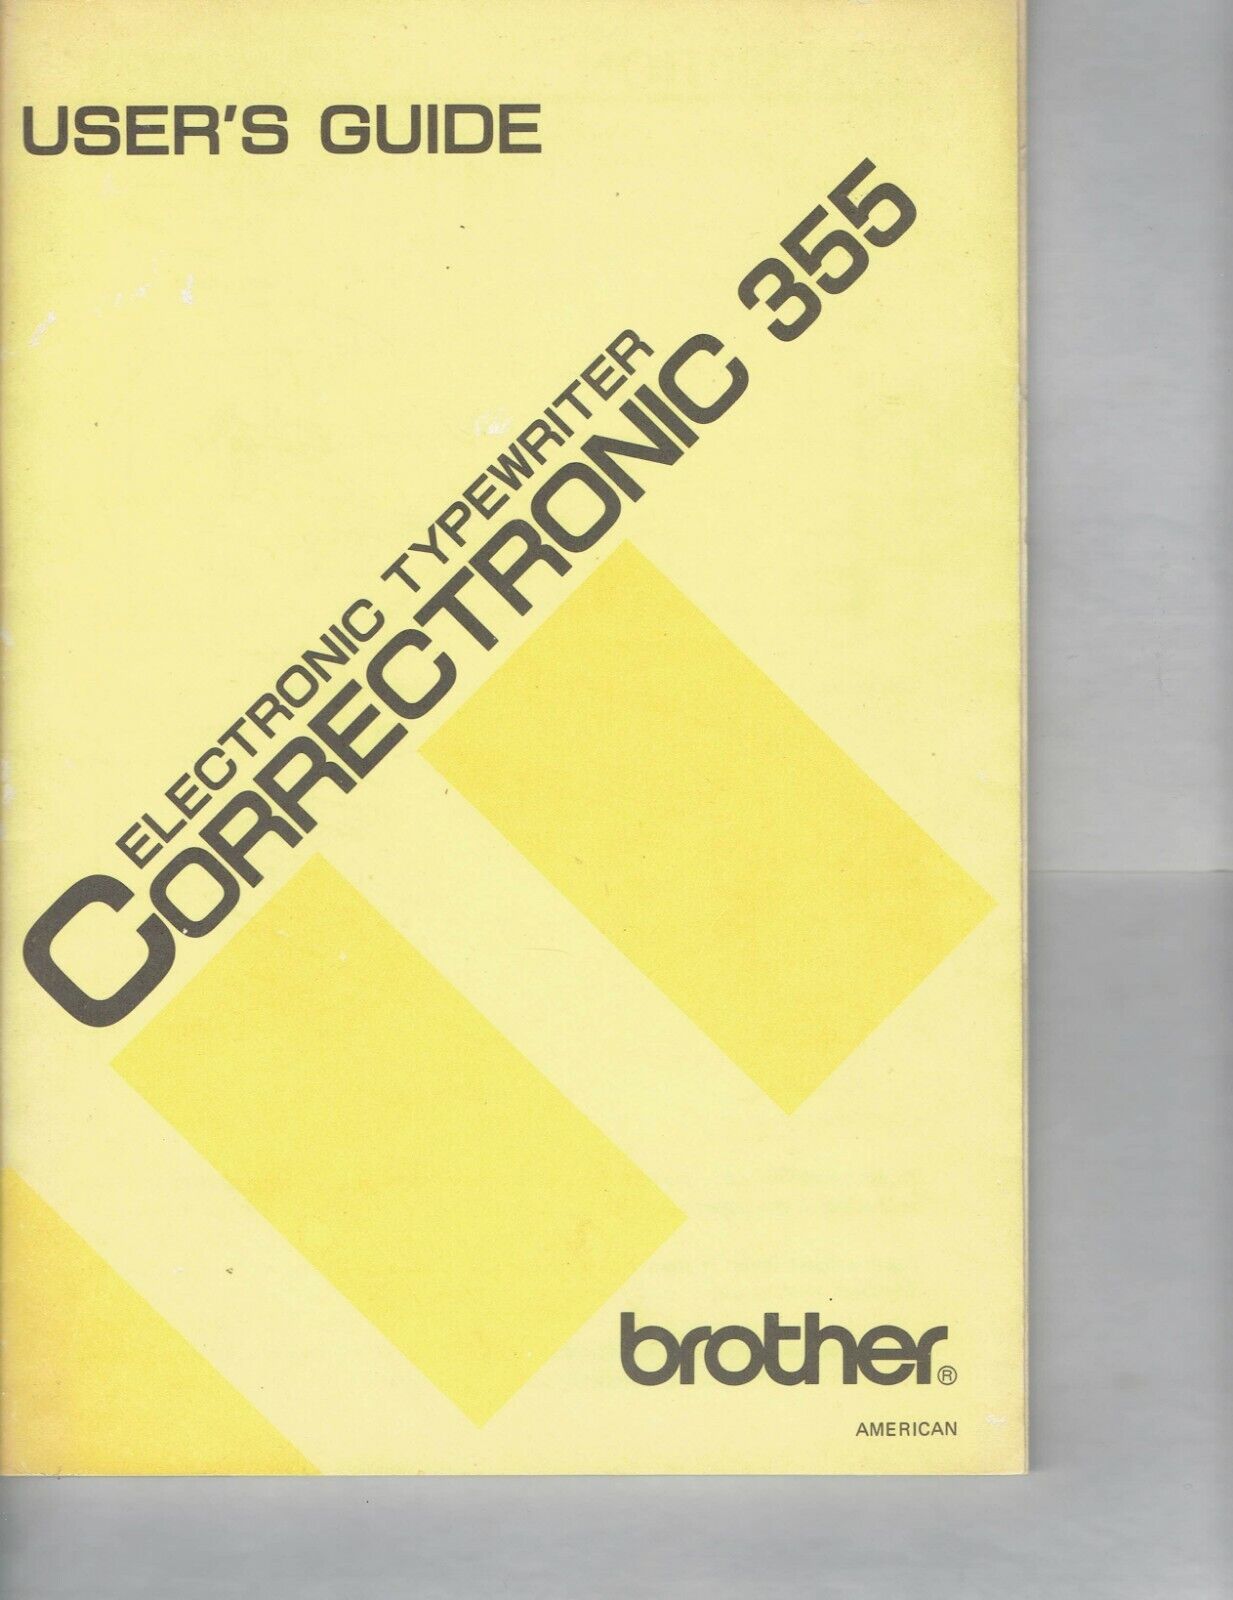 USER'S GUIDE
ELECTRONIC TYPEWRITER
CORRECTRONIC 355
brother®
AMERICAN